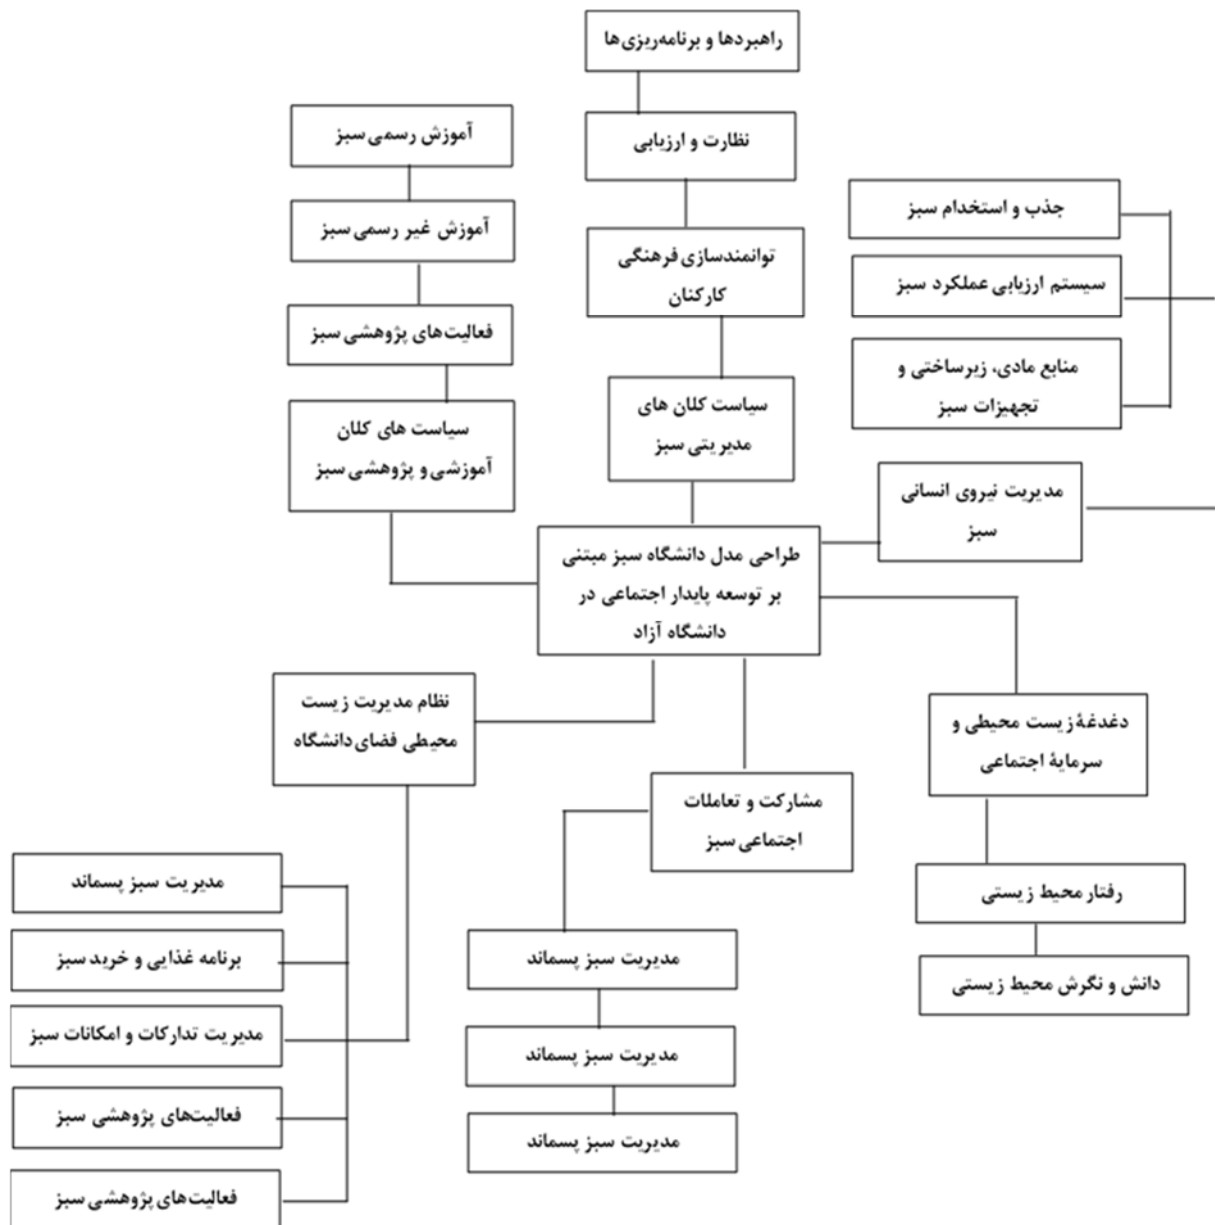 راهبردها و برنامه‌ریزی‌ها
نظارت و ارزیابی
توانمندسازی فرهنگی
کارکنان
سیاست کلان های
مدیریتی سبز
آموزش رسمی سبز
آموزش غیر رسمی سبز
فعالیت‌های پژوهشی سبز
سیاست های کلان
آموزشی و پژوهشی سبز
جذب و استخدام سبز
سیستم ارزیابی عملکرد سبز
منابع مادی، زیرساختی و
تجهیزات سبز
مدیریت نیروی انسانی
سبز
طراحی مدل دانشگاه سبز مبتنی
بر توسعه پایدار اجتماعی در
دانشگاه آزاد
دغدغهٔ زیست محیطی و
سرمایهٔ اجتماعی
رفتار محیط زیستی
دانش و نگرش محیط زیستی
مشارکت و تعاملات
اجتماعی سبز
مدیریت سبز پسماند
مدیریت سبز پسماند
مدیریت سبز پسماند
نظام مدیریت زیست
محیطی فضای دانشگاه
مدیریت سبز پسماند
برنامه غذایی و خرید سبز
مدیریت تدارکات و امکانات سبز
فعالیت‌های پژوهشی سبز
فعالیت‌های پژوهشی سبز